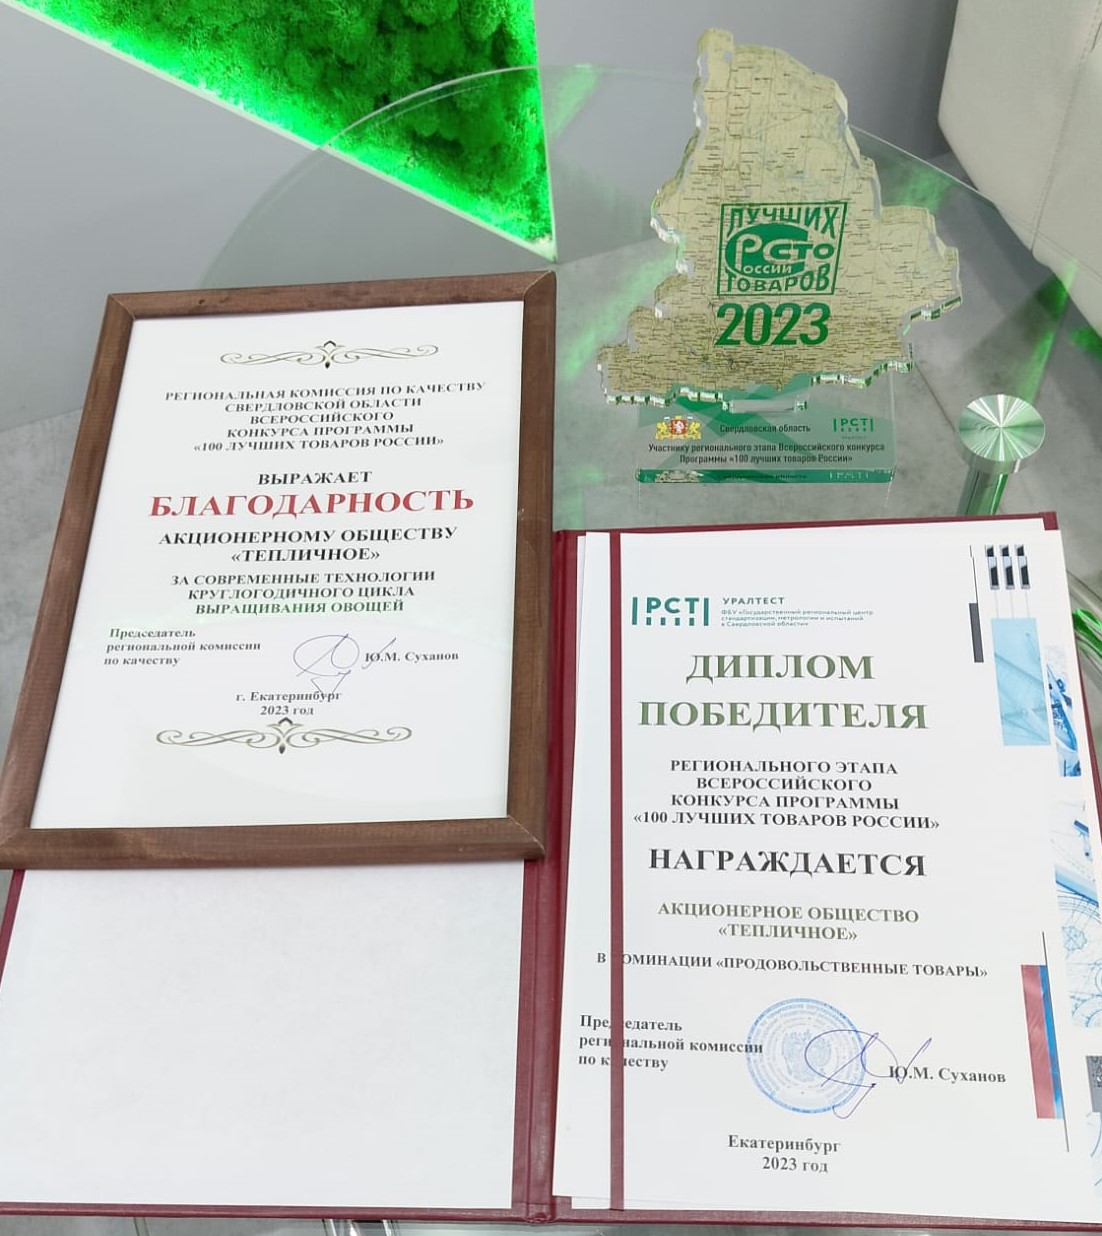 РЕГИОНАЛЬНАЯ КОМИССИЯ ПО КАЧЕСТВУ
СВЕРДЛОВСКОЙ ОБЛАСТИ
ВСЕРОССИЙСКОГО
КОНКУРСА ПРОГРАММЫ
«100 ЛУЧШИХ ТОВАРОВ РОССИИ»
ВЫРАЖАЕТ
БЛАГОДАРНОСТЬ
АКЦИОНЕРНОМУ ОБЩЕСТВУ
«ТЕПЛИЧНОЕ»
ЗА СОВРЕМЕННЫЕ ТЕХНОЛОГИИ
КРУГЛОГОДИЧНОГО ЦИКЛА
ВЫРАЩИВАНИЯ ОВОЩЕЙ
Председатель
региональной комиссии
по качеству
Ю.М. Суханов
г. Екатеринбург
2023 год
ЛУЧШИХ
СТО
РОССИИ
ТОВАРОВ
2023
Свердловская область
РСТ
Участнику регионального этапа Всероссийского конкурса
Программы «100 лучших товаров России»
РСТ
УРАЛТЕСТ
ФБУ «Государственный региональный центр
стандартизации, метрологии и испытаний
в Свердловской области»
ДИПЛОМ
ПОБЕДИТЕЛЯ
РЕГИОНАЛЬНОГО ЭТАПА
ВСЕРОССИЙСКОГО
КОНКУРСА ПРОГРАММЫ
«100 ЛУЧШИХ ТОВАРОВ РОССИИ»
НАГРАЖДАЕТСЯ
АКЦИОНЕРНОЕ ОБЩЕСТВО
«ТЕПЛИЧНОЕ»
В НОМИНАЦИИ «ПРОДОВОЛЬСТВЕННЫЕ ТОВАРЫ»
Председатель
региональной комиссии
по качеству
Ю.М. Суханов
Екатеринбург
2023 год